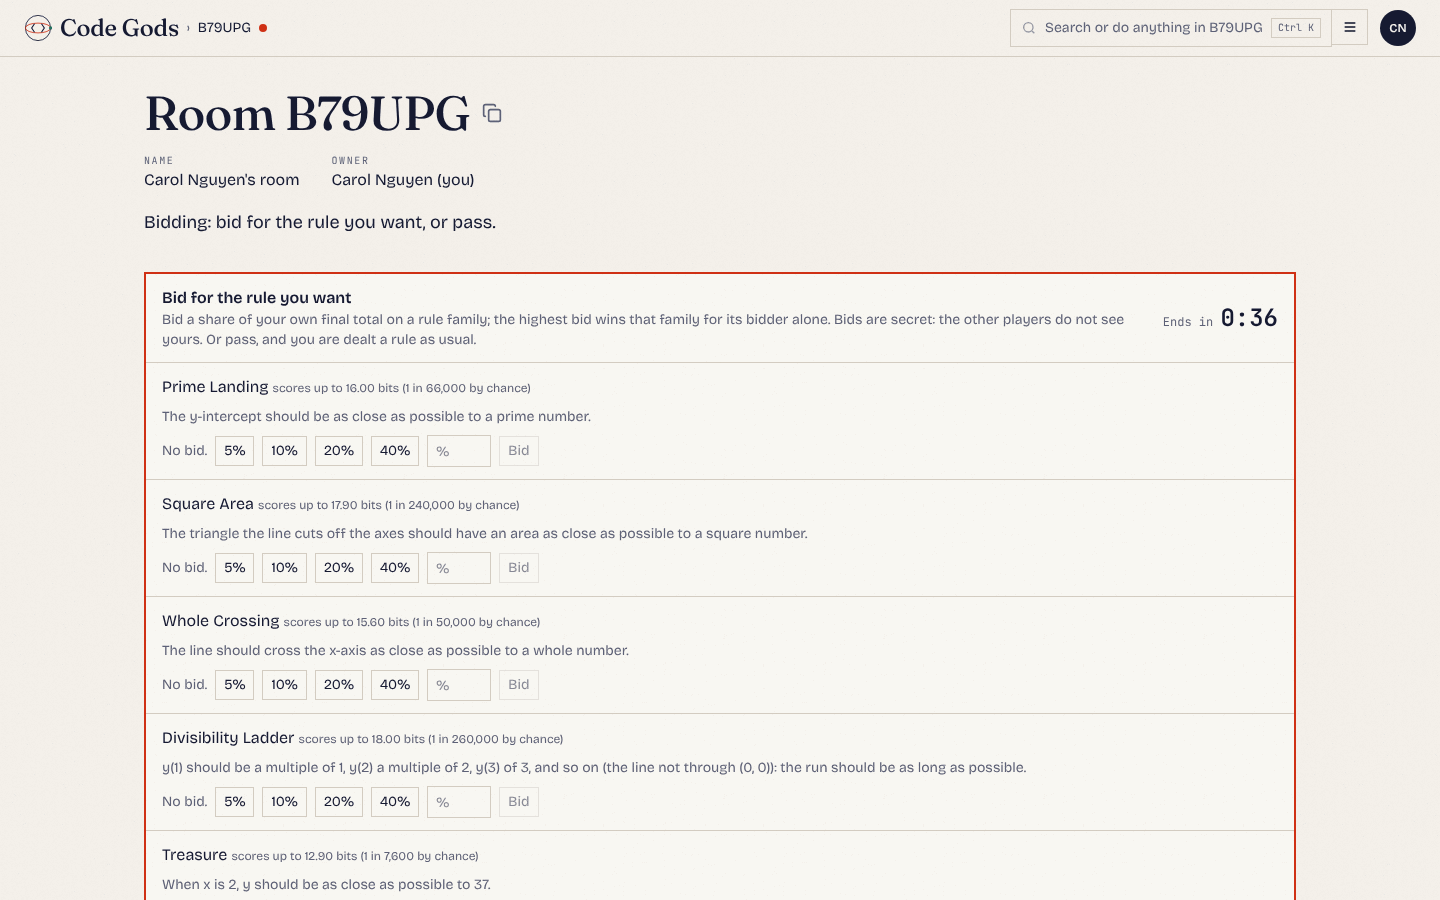 Code Gods › B79UPG
Search or do anything in B79UPG Ctrl K
CN
Room B79UPG
NAME OWNER
Carol Nguyen's room Carol Nguyen (you)
Bidding: bid for the rule you want, or pass.
Bid for the rule you want
Bid a share of your own final total on a rule family; the highest bid wins that family for its bidder alone. Bids are secret: the other players do not see
yours. Or pass, and you are dealt a rule as usual.
Ends in 0:36
Prime Landing scores up to 16.00 bits (1 in 66,000 by chance)
The y-intercept should be as close as possible to a prime number.
No bid. 5% 10% 20% 40% % Bid
Square Area scores up to 17.90 bits (1 in 240,000 by chance)
The triangle the line cuts off the axes should have an area as close as possible to a square number.
No bid. 5% 10% 20% 40% % Bid
Whole Crossing scores up to 15.60 bits (1 in 50,000 by chance)
The line should cross the x-axis as close as possible to a whole number.
No bid. 5% 10% 20% 40% % Bid
Divisibility Ladder scores up to 18.00 bits (1 in 260,000 by chance)
y(1) should be a multiple of 1, y(2) a multiple of 2, y(3) of 3, and so on (the line not through (0, 0)): the run should be as long as possible.
No bid. 5% 10% 20% 40% % Bid
Treasure scores up to 12.90 bits (1 in 7,600 by chance)
When x is 2, y should be as close as possible to 37.